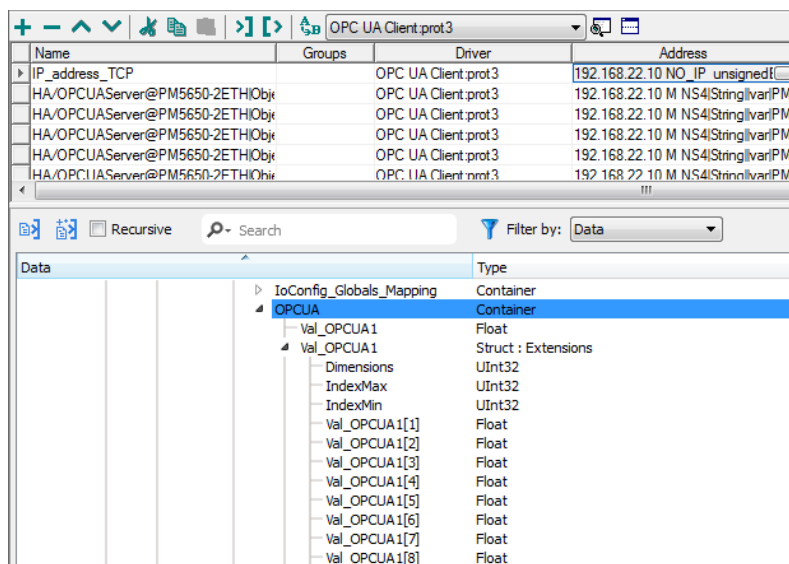 OPC UA Client:prot3
Name Groups Driver Address
IP_address_TCP OPC UA Client:prot3 192.168.22.10 NO_IP unsignedI
HA/OPCUAServer@PM5650-2ETH|Obje OPC UA Client:prot3 192.168.22.10 M NS4|String||var|PM
HA/OPCUAServer@PM5650-2ETH|Obje OPC UA Client:prot3 192.168.22.10 M NS4|String||var|PM
HA/OPCUAServer@PM5650-2ETH|Obje OPC UA Client:prot3 192.168.22.10 M NS4|String||var|PM
HA/OPCUAServer@PM5650-2ETH|Obje OPC UA Client:prot3 192.168.22.10 M NS4|String||var|PM
Recursive Search Filter by: Data
Data Type
IoConfig_Globals_Mapping Container
OPCUA Container
Val_OPCUA1 Float
Val_OPCUA1 Struct : Extensions
Dimensions UInt32
IndexMax UInt32
IndexMin UInt32
Val_OPCUA1[1] Float
Val_OPCUA1[2] Float
Val_OPCUA1[3] Float
Val_OPCUA1[4] Float
Val_OPCUA1[5] Float
Val_OPCUA1[6] Float
Val_OPCUA1[7] Float
Val_OPCUA1[8] Float